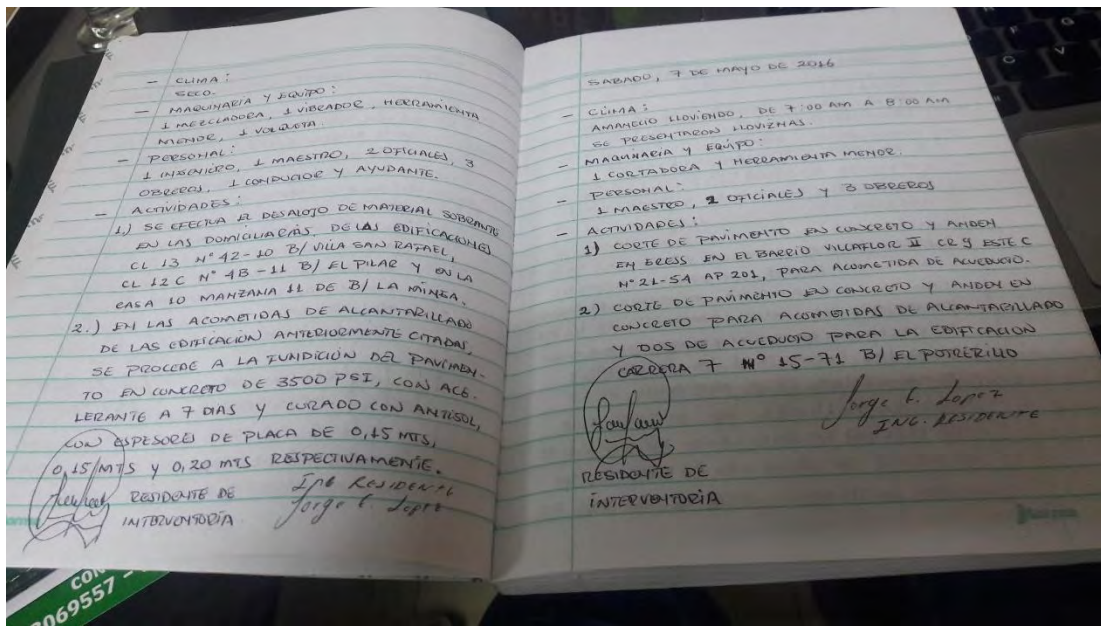 - CLIMA:
SECO.
- MAQUINARIA Y EQUIPO:
1 MEZCLADORA, 1 VIBRADOR, HERRAMIENTA
MENOR, 1 VOLQUETA.
- PERSONAL:
1 INGENIERO, 1 MAESTRO, 2 OFICIALES, 3
OBREROS, 1 CONDUCTOR Y AYUDANTE.
- ACTIVIDADES:
1.) SE EFECTUA EL DESALOJO DE MATERIAL SOBRANTE
EN LAS DOMICILIARIAS, DE LAS EDIFICACIONES
CL 13 N° 42-10 B/ VILLA SAN RAFAEL,
CL 12 C N° 4B-11 B/ EL PILAR Y EN LA
CASA 10 MANZANA 11 DE B/ LA MINGA.
2.) EN LAS ACOMETIDAS DE ALCANTARILLADO
DE LAS EDIFICACION ANTERIORMENTE CITADAS,
SE PROCEDE A LA FUNDICIÓN DEL PAVIMEN-
TO EN CONCRETO DE 3500 PSI, CON ACE-
LERANTE A 7 DIAS Y CURADO CON ANTISOL,
CON ESPESORES DE PLACA DE 0,15 MTS,
0,15 MTS Y 0,20 MTS RESPECTIVAMENTE.
RESIDENTE DE
INTERVENTORÍA
ING RESIDENTE
Jorge E. Lopez
CON
3069557 -
SABADO, 7 DE MAYO DE 2016
- CLIMA:
AMANECIO LLOVIENDO, DE 7:00 AM A 8:00 AM
SE PRESENTARON LLOVIZNAS.
- MAQUINARIA Y EQUIPO:
1 CORTADORA Y HERRAMIENTA MENOR.
- PERSONAL:
1 MAESTRO, 2 OFICIALES Y 3 OBREROS
- ACTIVIDADES:
1) CORTE DE PAVIMENTO EN CONCRETO Y ANDEN
EN EL BARRIO VILLAFLOR II CR 9 ESTE C
N° 21-54 AP 201, PARA ACOMETIDA DE ACUEDUCTO.
2) CORTE DE PAVIMENTO EN CONCRETO Y ANDEN EN
CONCRETO PARA ACOMETIDAS DE ALCANTARILLADO
Y DOS DE ACUEDUCTO PARA LA EDIFICACION
CARRERA 7 N° 15-71 B/ EL POTRERILLO
Jorge E. Lopez
ING. RESIDENTE
RESIDENTE DE
INTERVENTORÍA